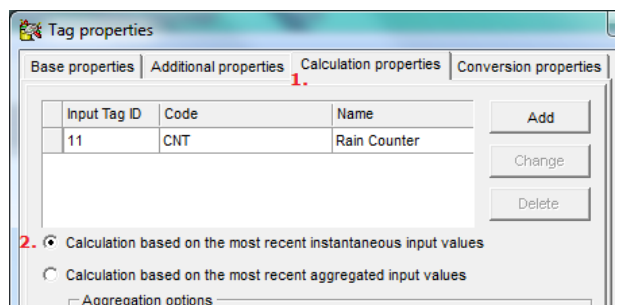 Tag properties
Base properties Additional properties Calculation properties Conversion properties
1.
Input Tag ID Code Name Add
11 CNT Rain Counter
Change
Delete
2. Calculation based on the most recent instantaneous input values
Calculation based on the most recent aggregated input values
Aggregation options